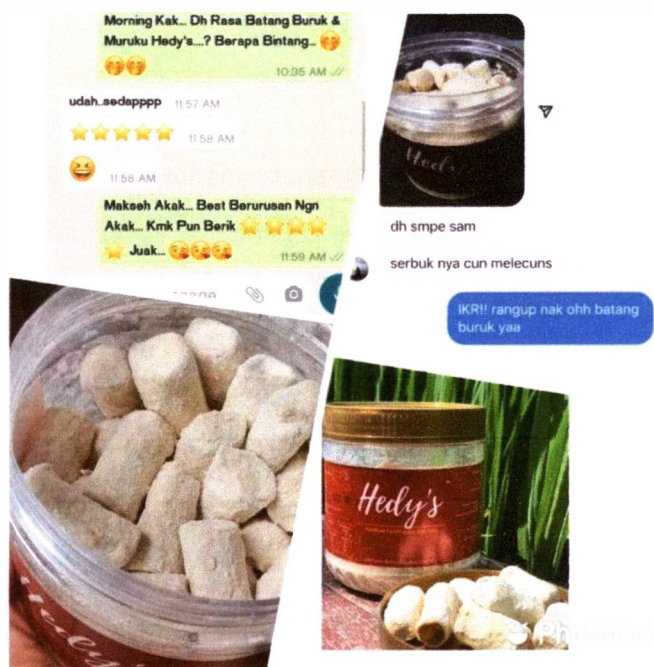 Morning Kak... Dh Rasa Batang Buruk &
Muruku Hedy's....? Berapa Bintang...
10:35 AM
udah..sedapppp 11:57 AM
11:58 AM
11:58 AM
Makseh Akak... Best Berurusan Ngn
Akak... Kmk Pun Berik
Juak... 11:59 AM
Hedy's
dh smpe sam
serbuk nya cun melecuns
IKR!! rangup nak ohh batang
buruk yaa
Hedy's
Hedy's